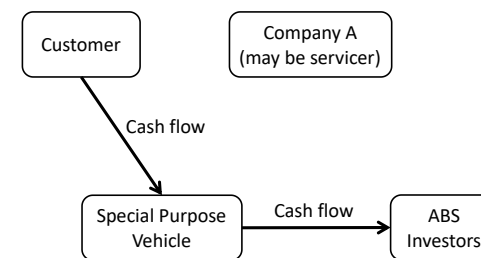 Customer
Company A
(may be servicer)
Cash flow
Special Purpose
Vehicle
Cash flow
ABS
Investors